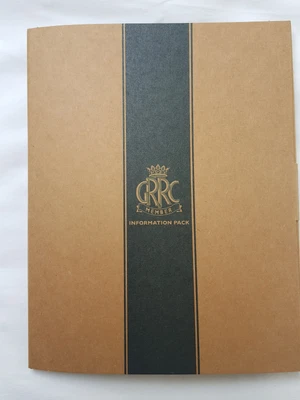 GRRC
MEMBER
INFORMATION PACK